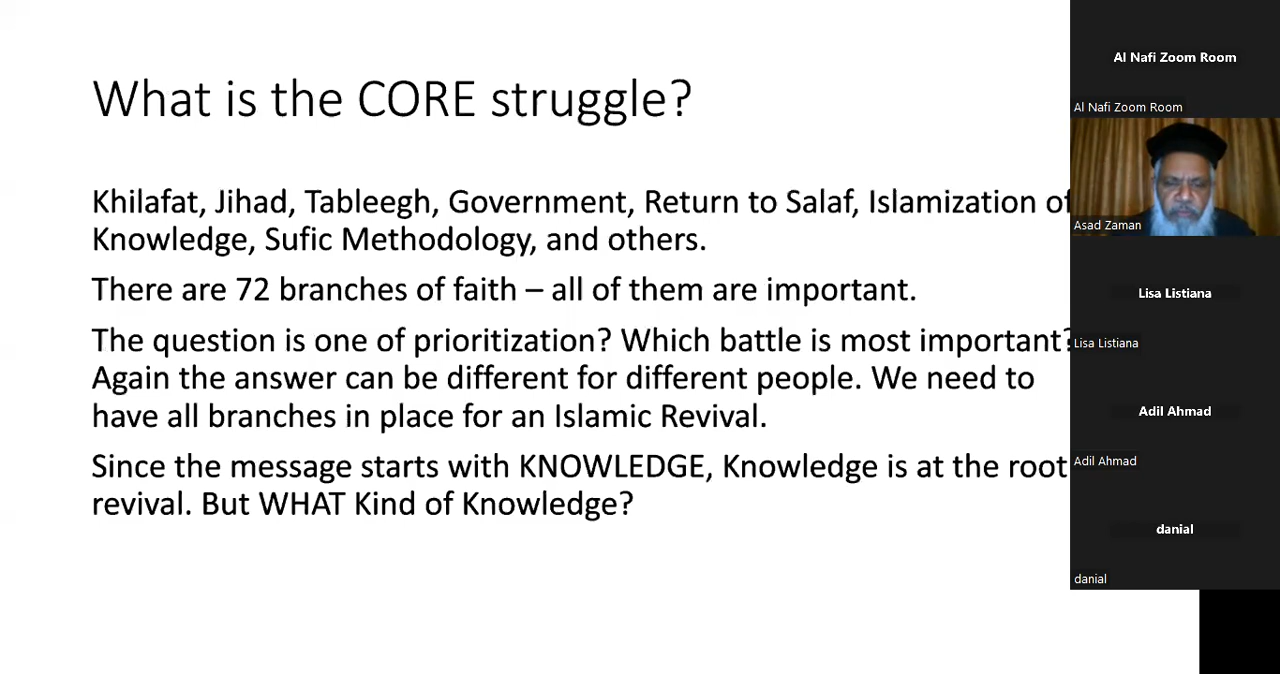 What is the CORE struggle?
Khilafat, Jihad, Tableegh, Government, Return to Salaf, Islamization of
Knowledge, Sufic Methodology, and others.
There are 72 branches of faith – all of them are important.
The question is one of prioritization? Which battle is most important?
Again the answer can be different for different people. We need to
have all branches in place for an Islamic Revival.
Since the message starts with KNOWLEDGE, Knowledge is at the root
revival. But WHAT Kind of Knowledge?
Al Nafi Zoom Room
Al Nafi Zoom Room
Asad Zaman
Lisa Listiana
Lisa Listiana
Adil Ahmad
Adil Ahmad
danial
danial